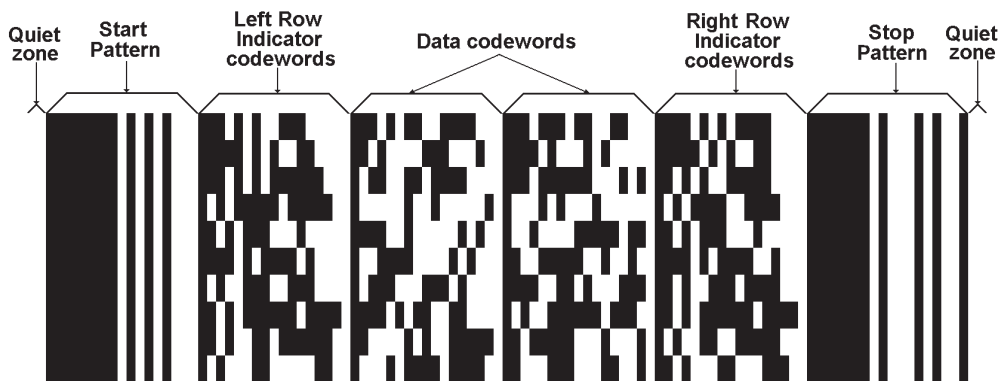 Quiet
zone
Start
Pattern
Left Row
Indicator
codewords
Data codewords
Right Row
Indicator
codewords
Stop
Pattern
Quiet
zone